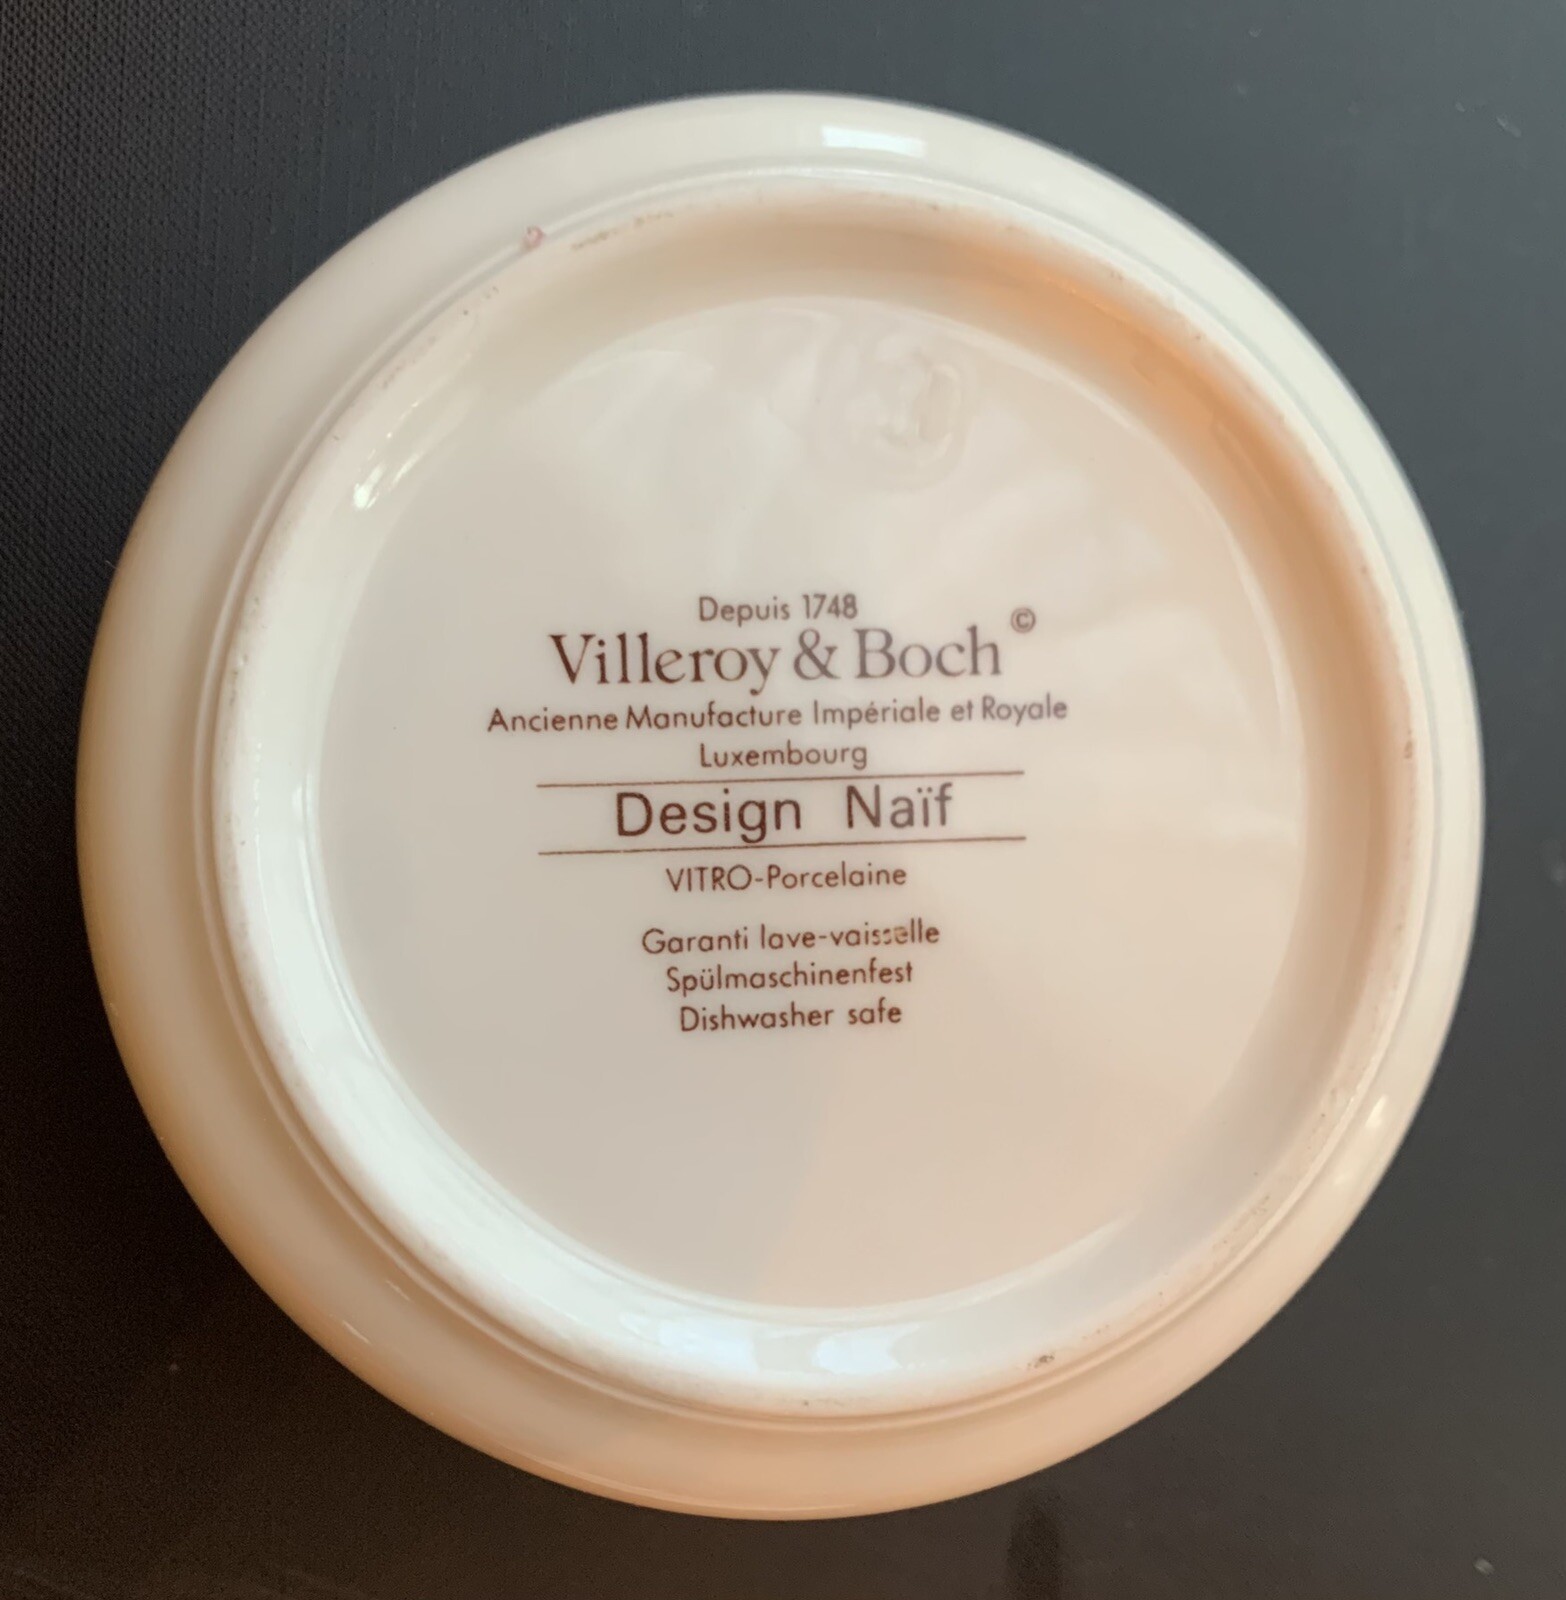 Depuis 1748
Villeroy & Boch ©
Ancienne Manufacture Impériale et Royale
Luxembourg
Design Naïf
VITRO-Porcelaine
Garanti lave-vaisselle
Spülmaschinenfest
Dishwasher safe